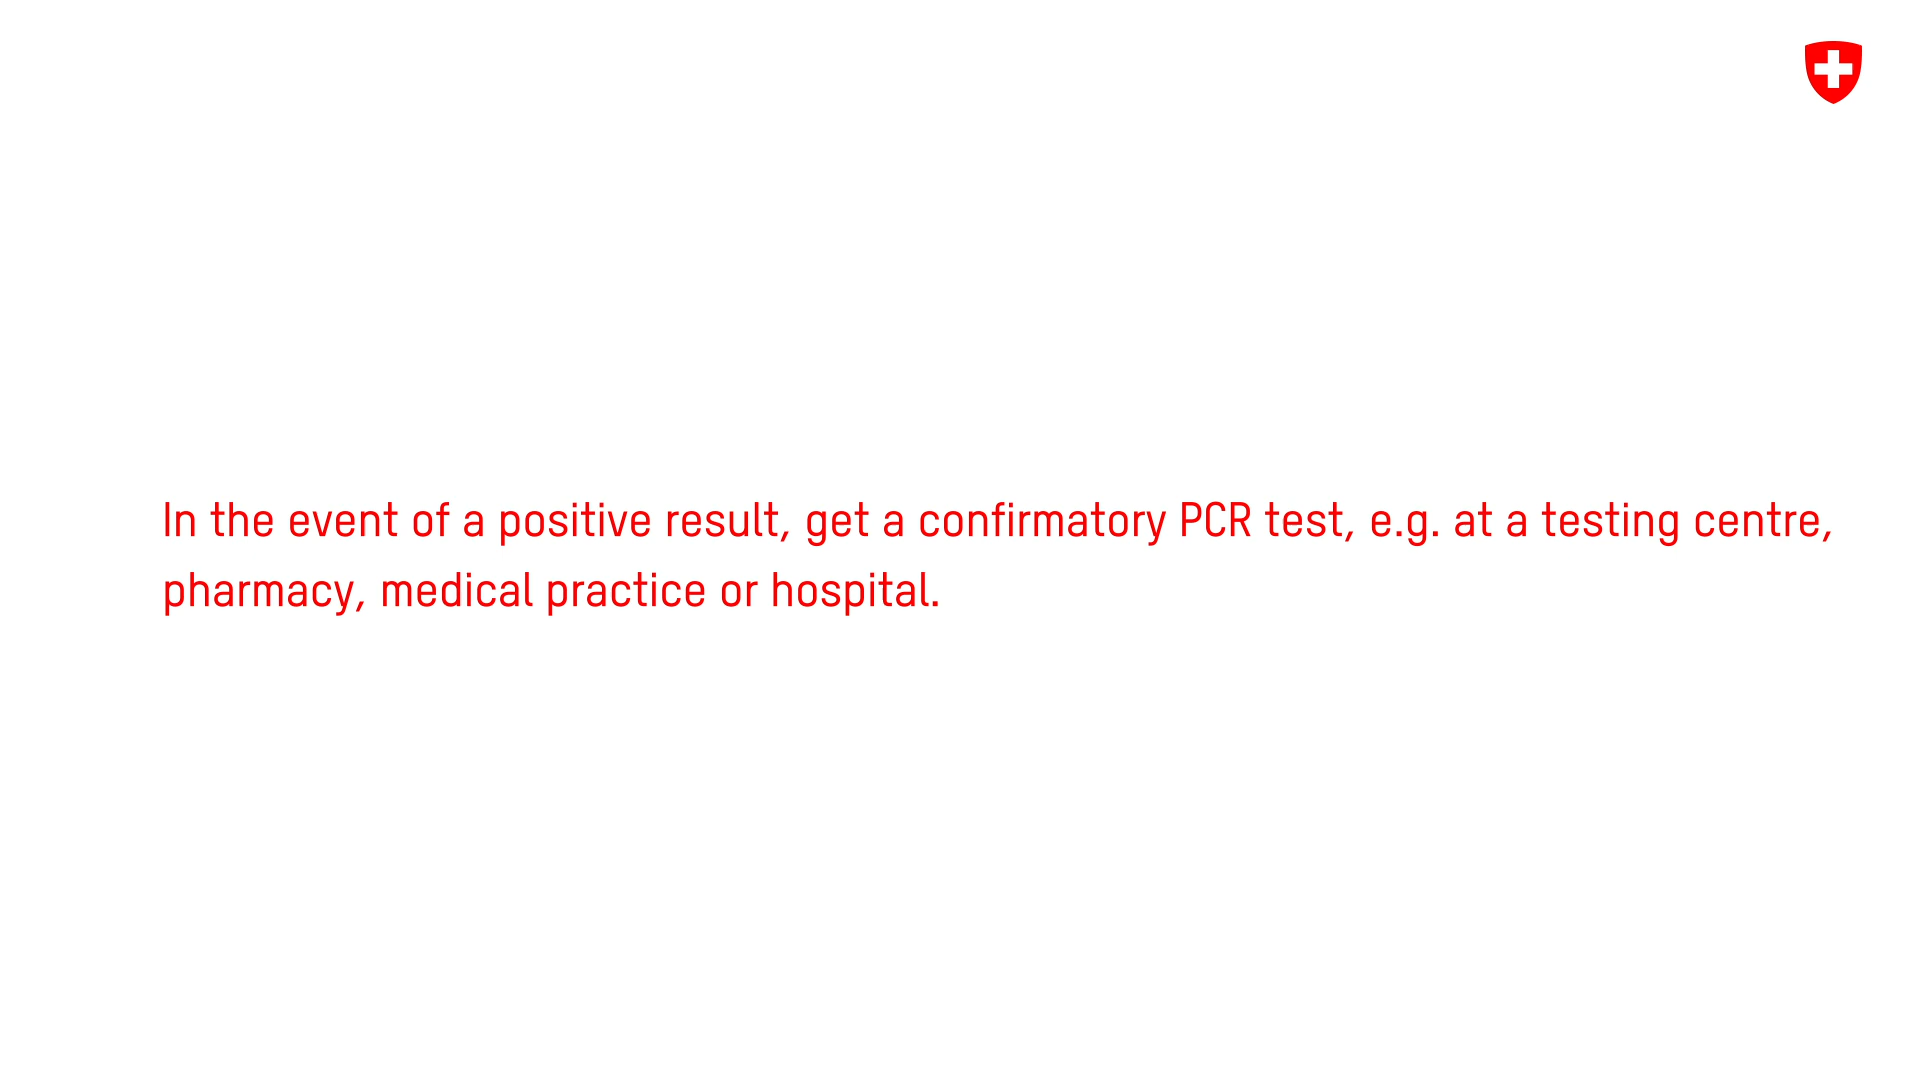 In the event of a positive result, get a confirmatory PCR test, e.g. at a testing centre,
pharmacy, medical practice or hospital.